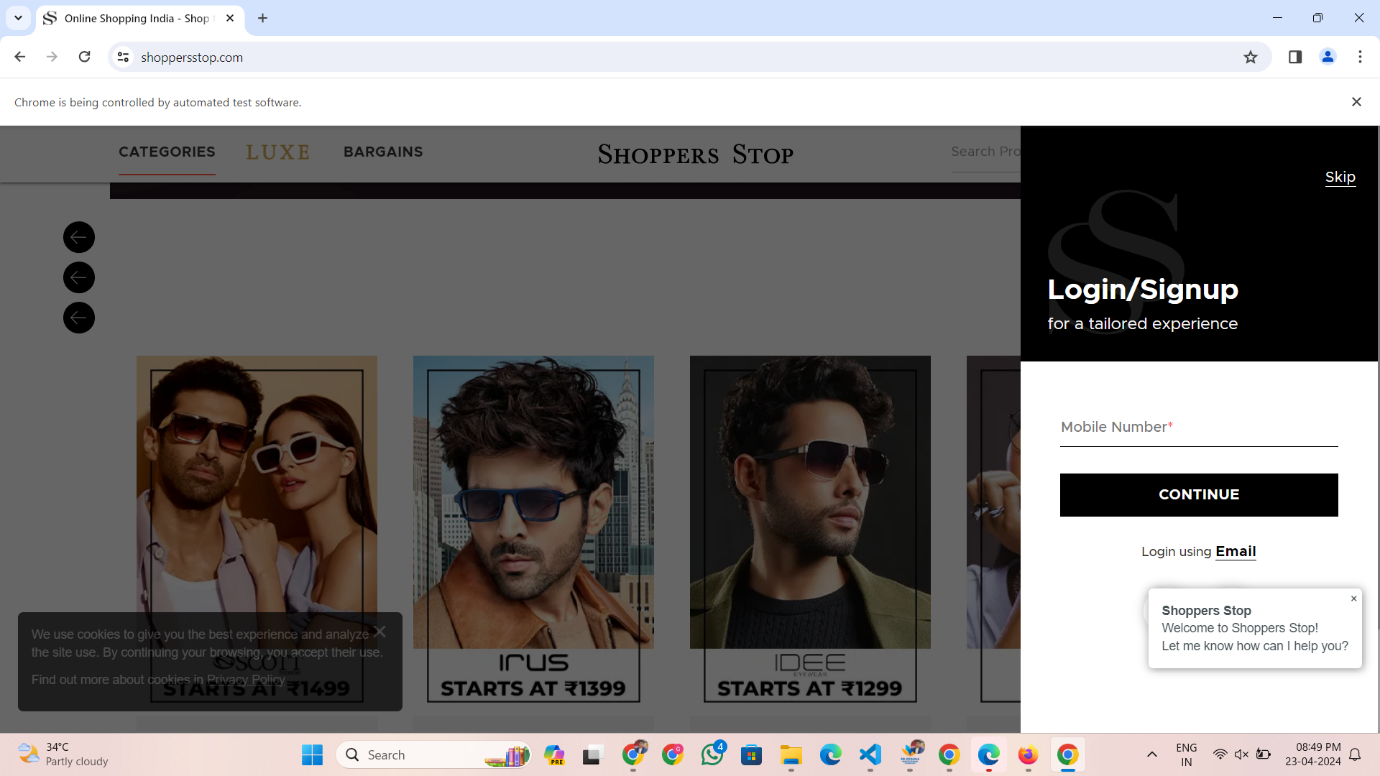 Online Shopping India - Shop
shoppersstop.com
Chrome is being controlled by automated test software.
CATEGORIES
LUXE
BARGAINS
SHOPPERS STOP
Search Pro
Skip
Login/Signup
for a tailored experience
Mobile Number*
CONTINUE
Login using Email
Shoppers Stop
Welcome to Shoppers Stop!
Let me know how can I help you?
STARTS AT ₹1499
IRUS
STARTS AT ₹1399
IDEE
EYEWEAR
STARTS AT ₹1299
We use cookies to give you the best experience and analyze
the site use. By continuing your browsing, you accept their use.
Find out more about cookies in Privacy Policy.
34°C
Partly cloudy
Search
PRE
4
ENG
IN
08:49 PM
23-04-2024